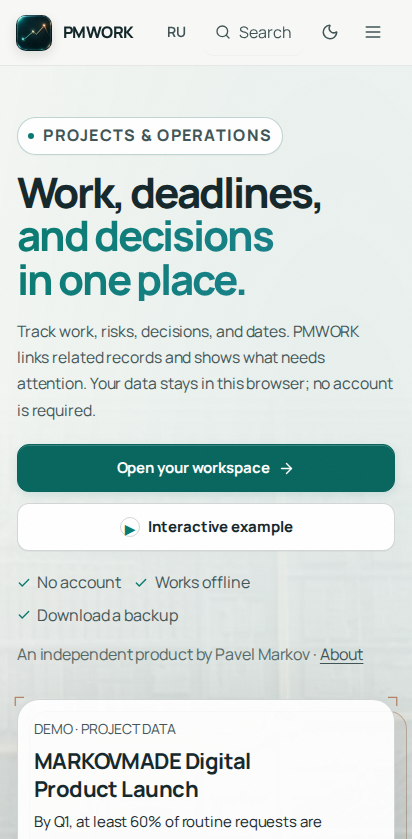 PMWORK RU Search
PROJECTS & OPERATIONS
Work, deadlines,
and decisions
in one place.
Track work, risks, decisions, and dates. PMWORK
links related records and shows what needs
attention. Your data stays in this browser; no account
is required.
Open your workspace →
▶ Interactive example
✓ No account ✓ Works offline
✓ Download a backup
An independent product by Pavel Markov · About
DEMO · PROJECT DATA
MARKOVMADE Digital
Product Launch
By Q1, at least 60% of routine requests are